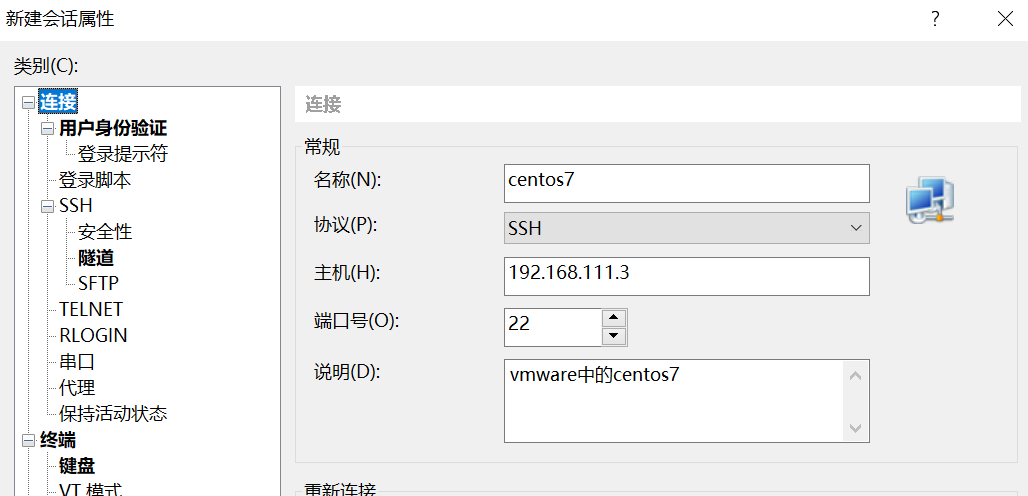 新建会话属性
?
类别(C):
连接
用户身份验证
登录提示符
登录脚本
SSH
安全性
隧道
SFTP
TELNET
RLOGIN
串口
代理
保持活动状态
终端
键盘
VT 模式
连接
常规
名称(N):
centos7
协议(P):
SSH
主机(H):
192.168.111.3
端口号(O):
22
说明(D):
vmware中的centos7
重新连接